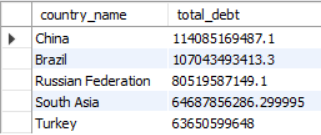 country_name total_debt
China 114085169487.1
Brazil 107043493413.3
Russian Federation 80519587149.1
South Asia 64687856286.299995
Turkey 63650599648